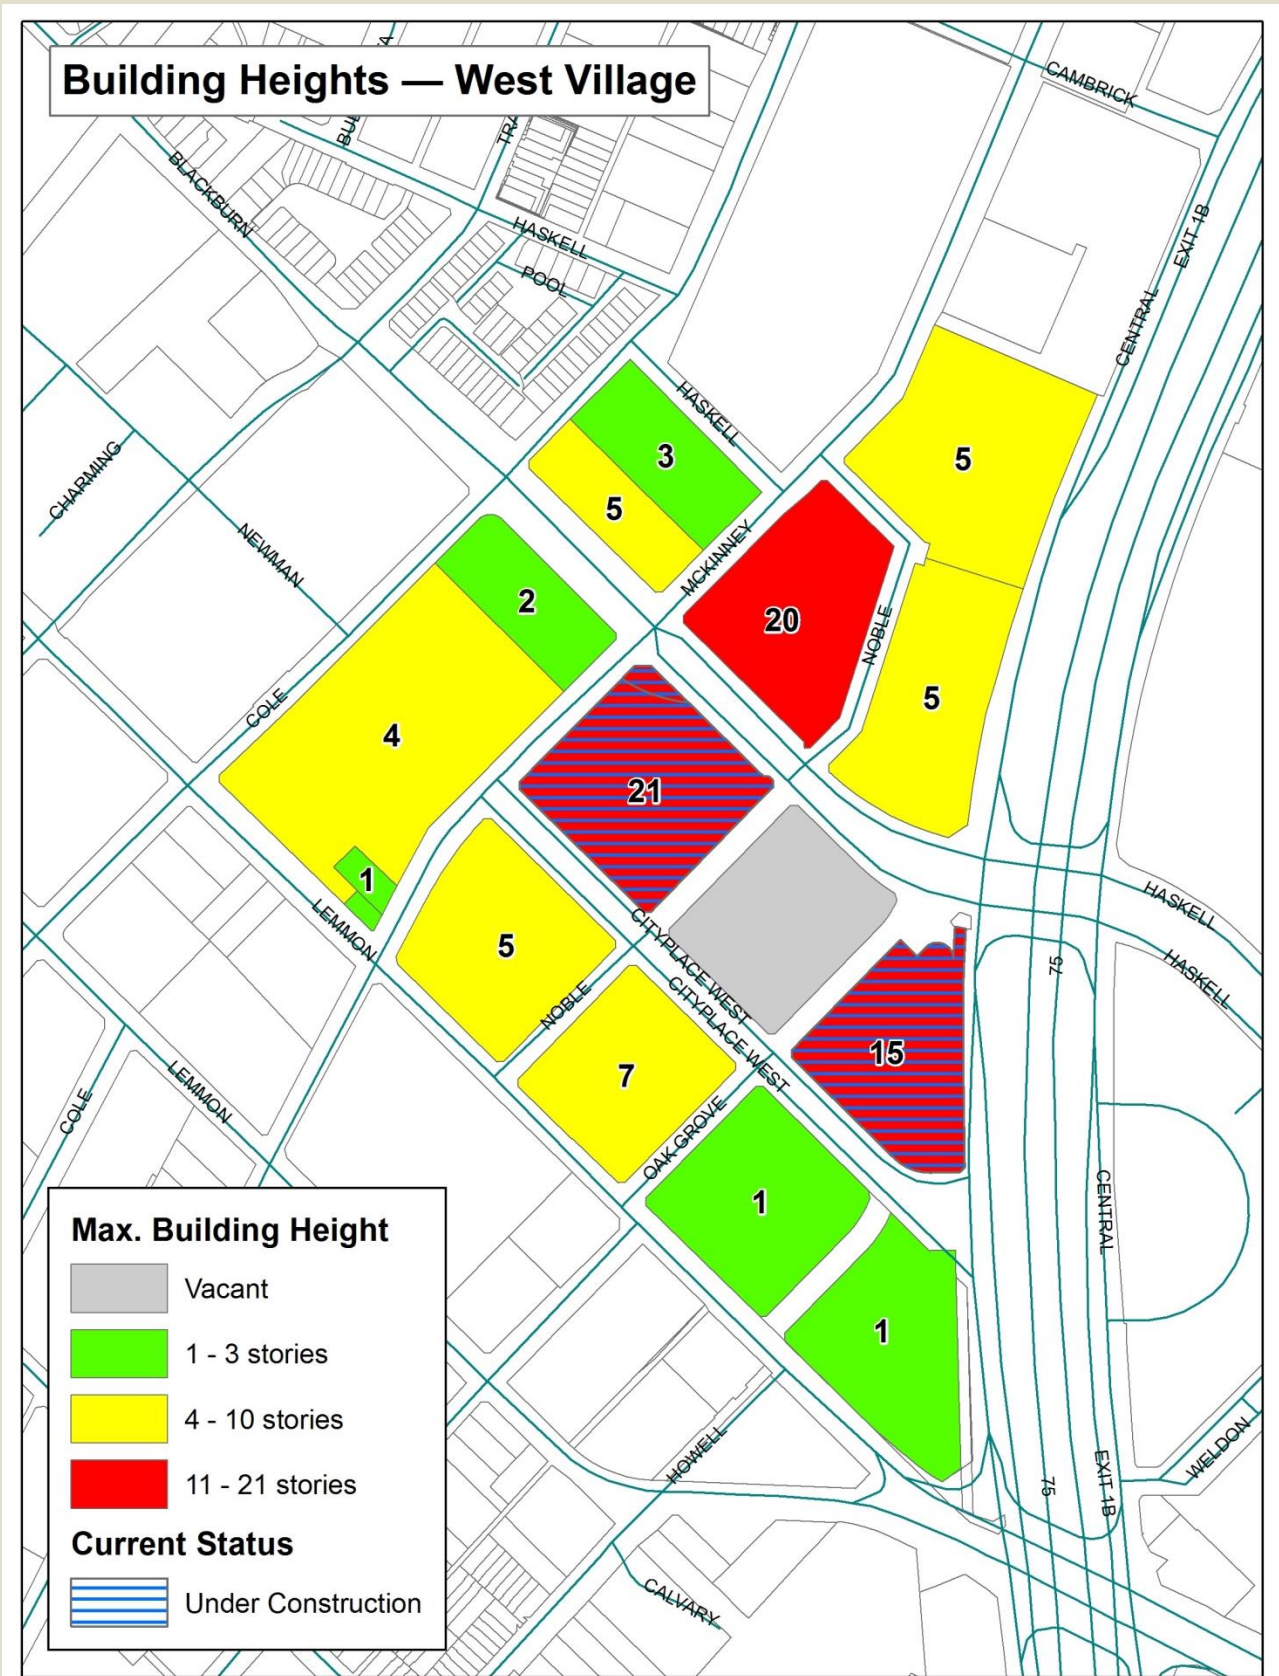 Building Heights — West Village
CAMBRICK
BLACKBURN
HASKELL
POOL
EXIT 1B
CENTRAL
HASKELL
CHARMING
NEWMAN
3
5
5
MCKINNEY
2
20
NOBLE
5
COLE
4
21
1
LEMMON
5
CITYPLACE WEST
CITYPLACE WEST
HASKELL
HASKELL
75
NOBLE
15
7
OAK GROVE
COLE
LEMMON
1
CENTRAL
1
HOWELL
WELDON
75
EXIT 1B
CALVARY
Max. Building Height
Vacant
1 - 3 stories
4 - 10 stories
11 - 21 stories
Current Status
Under Construction